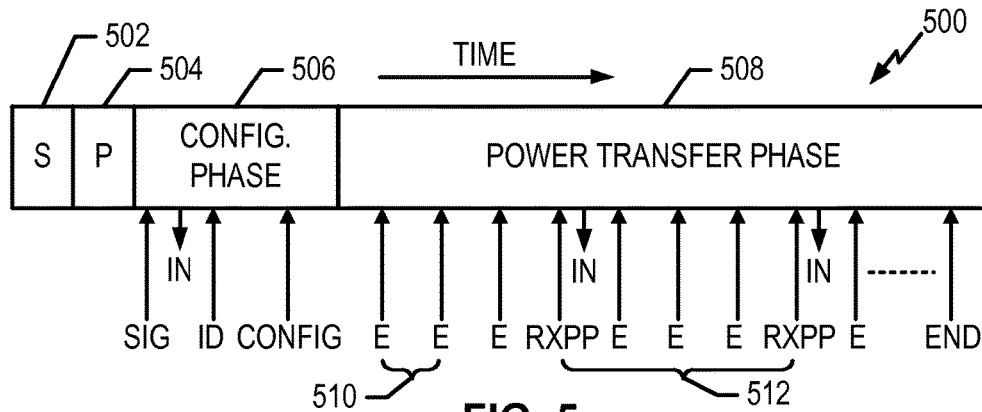 502
504
506
TIME
508
500
S
P
CONFIG. PHASE
POWER TRANSFER PHASE
IN
IN
IN
SIG
ID
CONFIG
E
E
E
RXPP
E
E
E
RXPP
E
END
510
512
FIG. 5